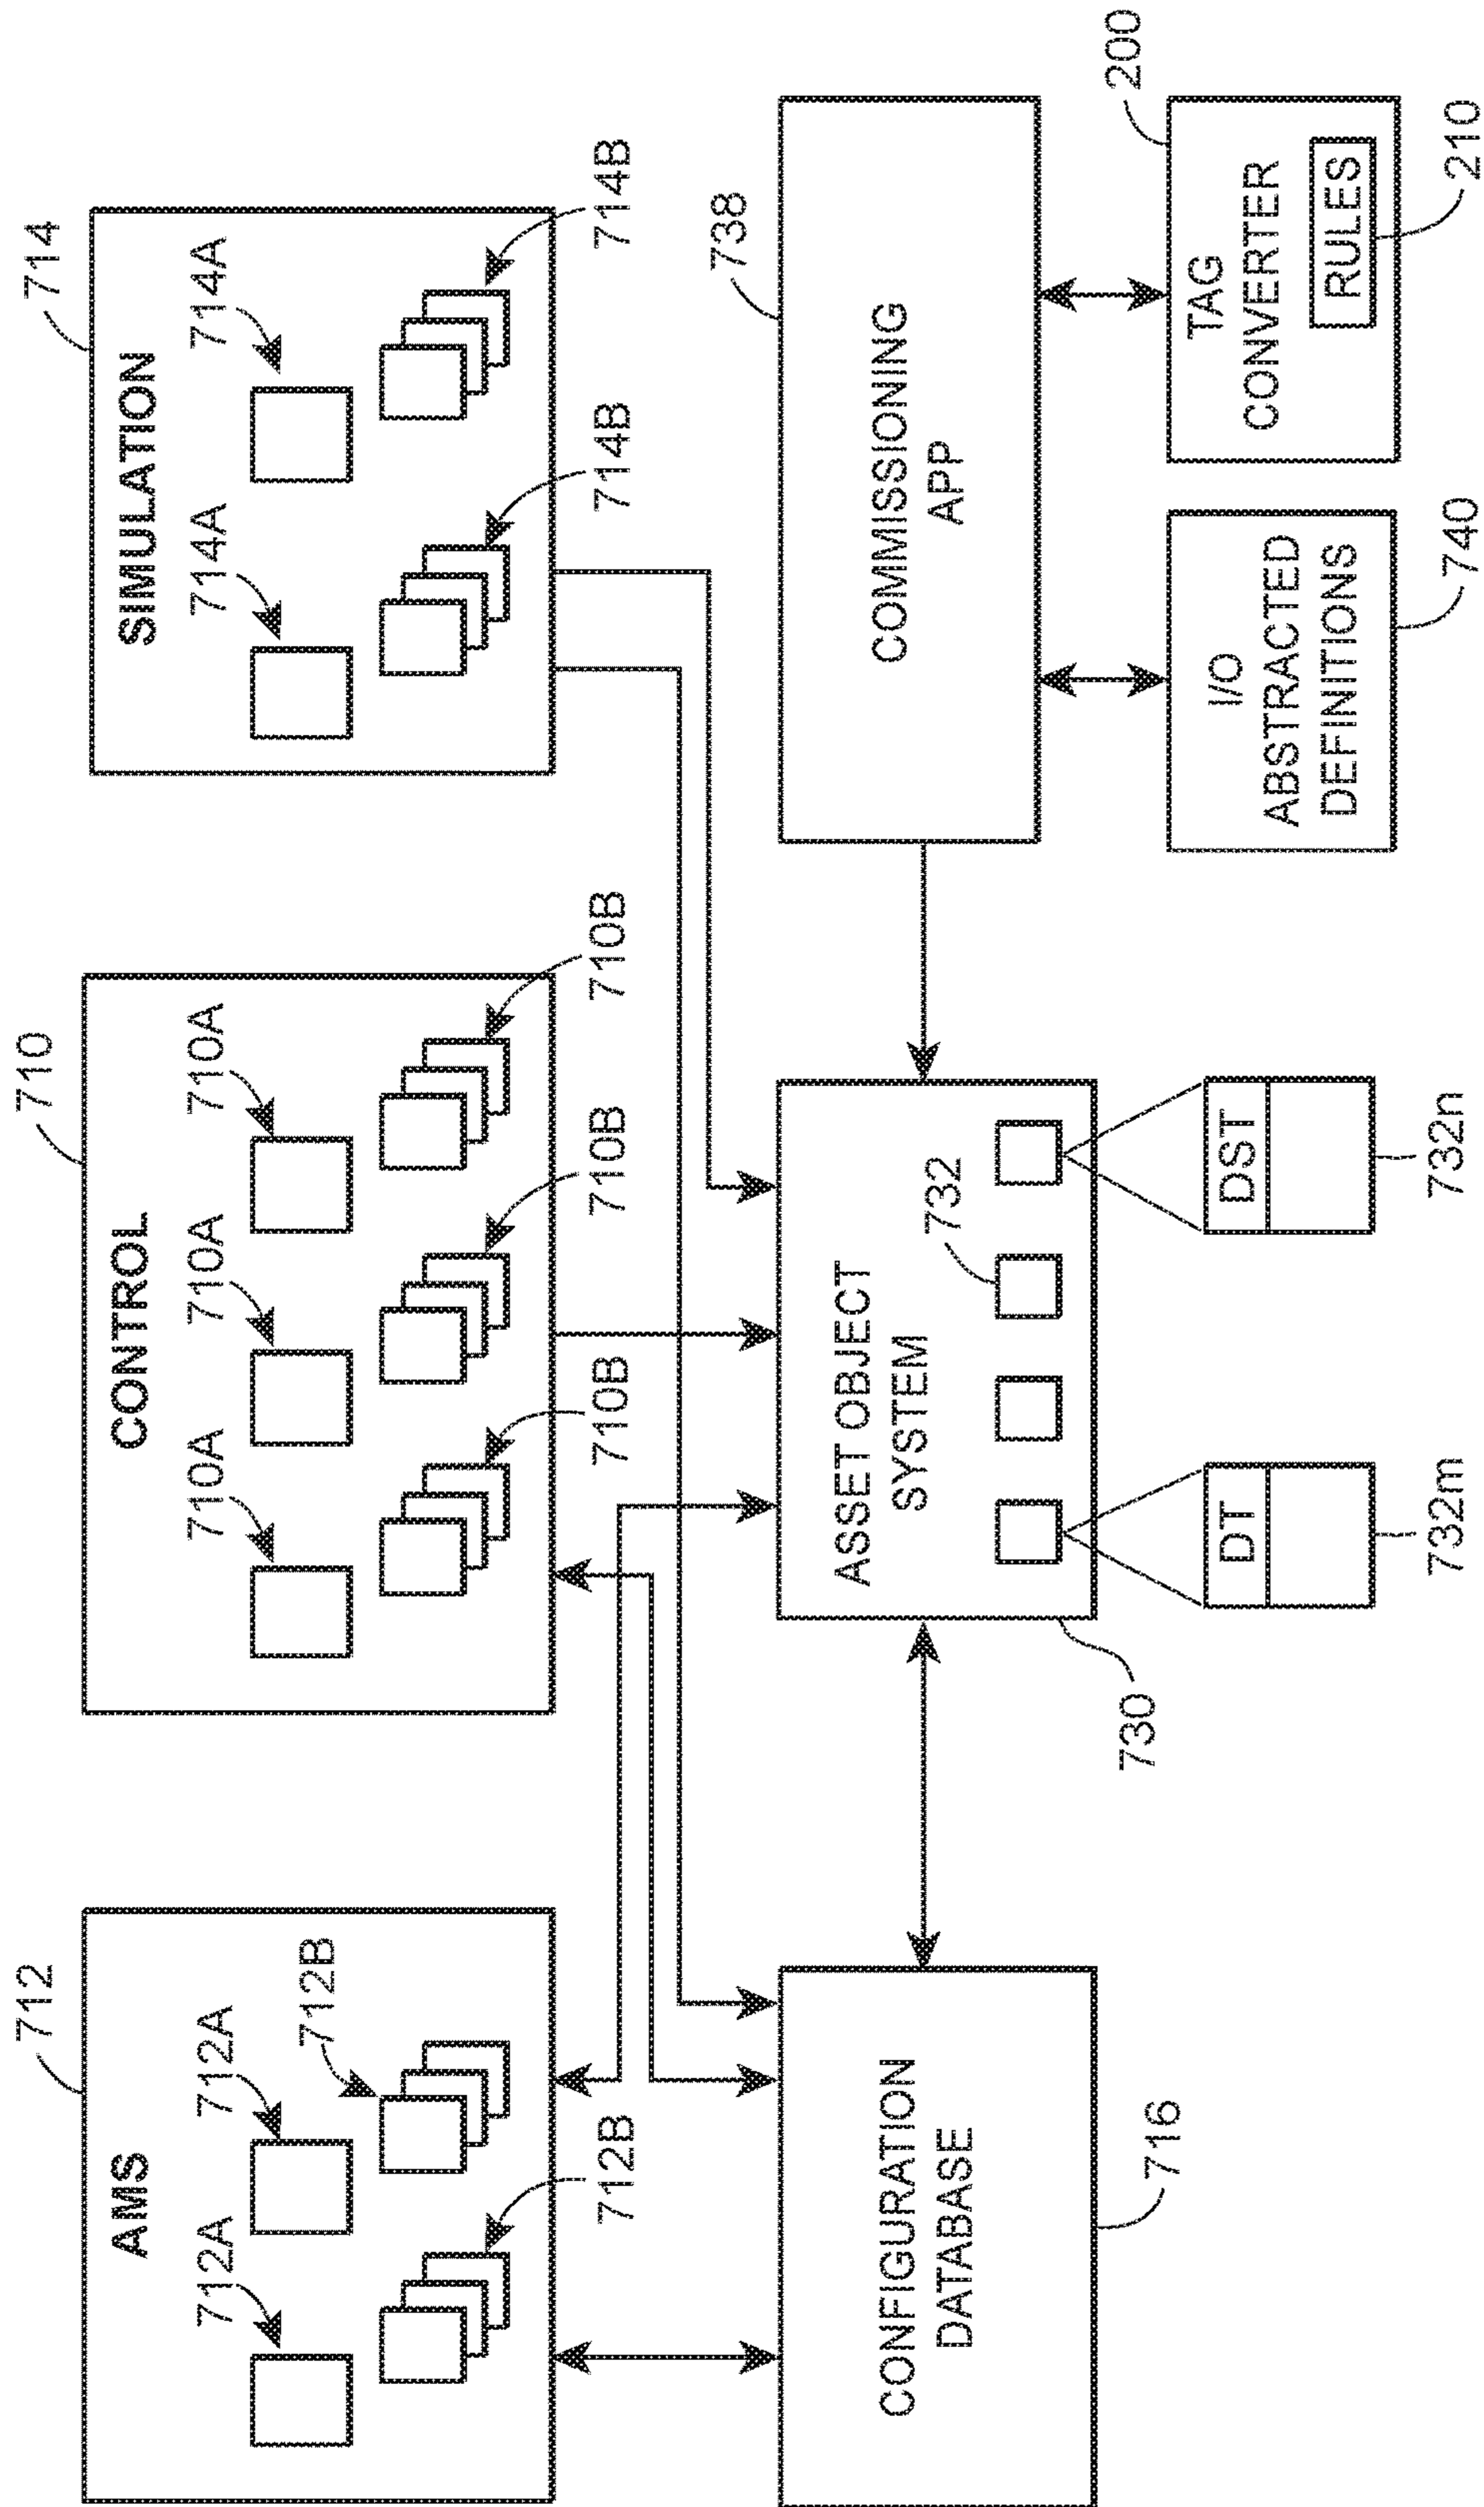 712
710
714
AMS
CONTROL
SIMULATION
712A
712A
710A
710A
710A
714A
714A
712B
712B
710B
710B
710B
714B
714B
738
CONFIGURATION
DATABASE
716
ASSET OBJECT
SYSTEM
732
730
COMMISSIONING
APP
200
DT
732m
DST
732n
I/O
ABSTRACTED
DEFINITIONS
740
TAG
CONVERTER
RULES
210